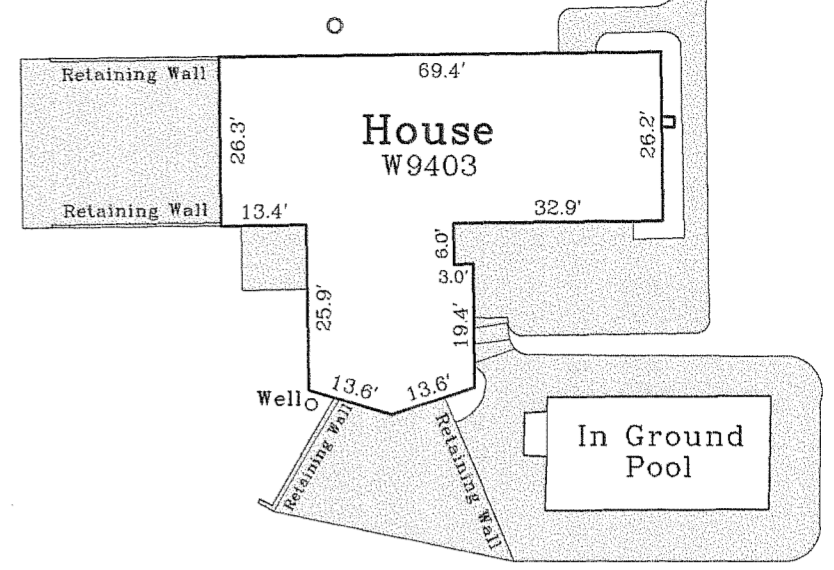 Retaining Wall
69.4'
House
W9403
26.3'
26.2'
Retaining Wall
13.4'
32.9'
6.0'
3.0'
25.9'
19.4'
13.6'
13.6'
Well
Retaining Wall
Retaining Wall
In Ground
Pool